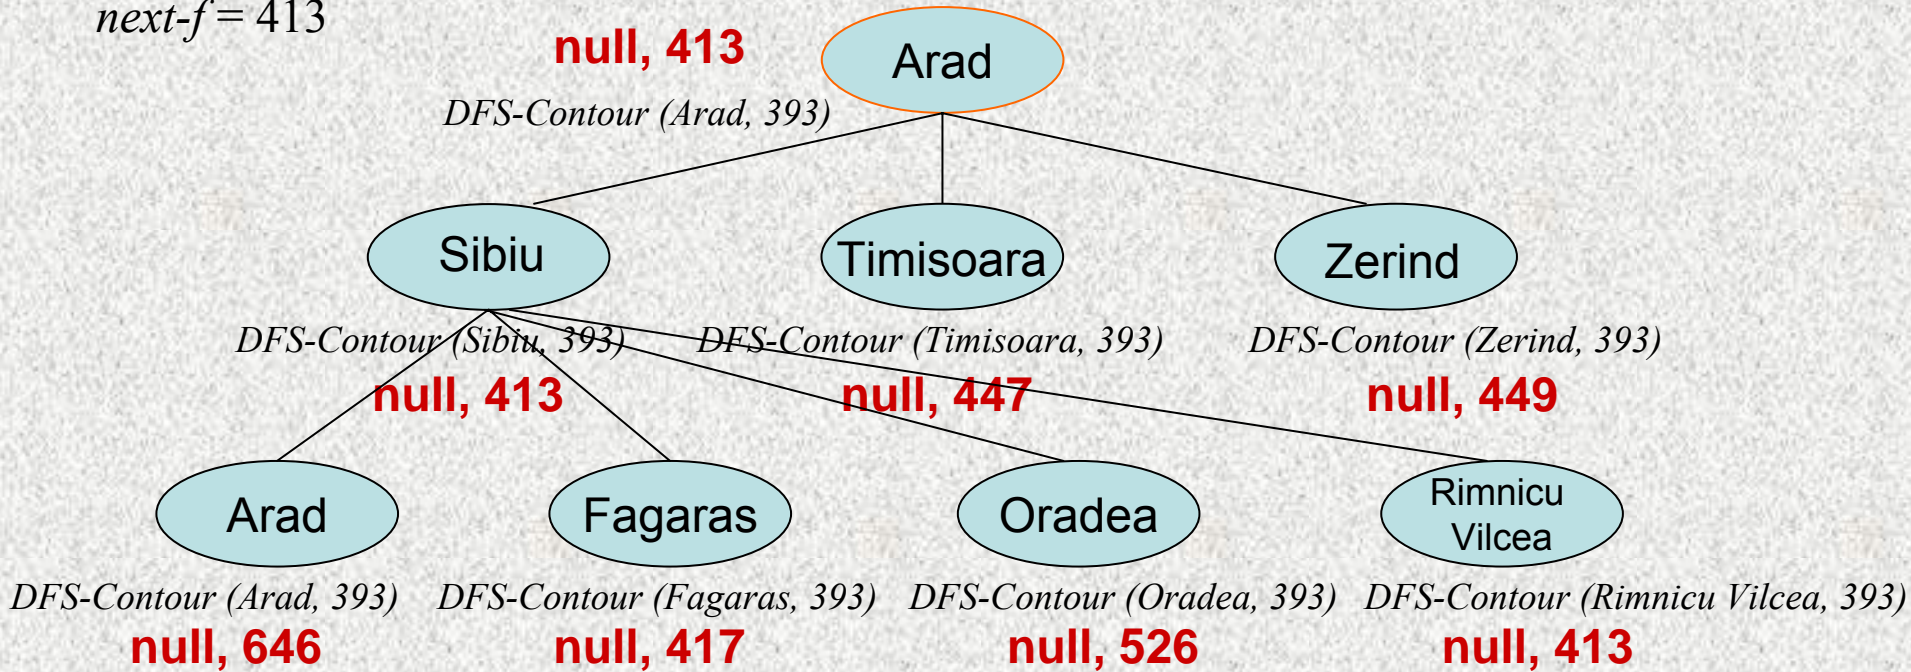 next-f = 413
null, 413
Arad
DFS-Contour (Arad, 393)
Sibiu
Timisoara
Zerind
DFS-Contour (Sibiu, 393)
DFS-Contour (Timisoara, 393)
DFS-Contour (Zerind, 393)
null, 413
null, 447
null, 449
Arad
Fagaras
Oradea
Rimnicu
Vilcea
DFS-Contour (Arad, 393)
DFS-Contour (Fagaras, 393)
DFS-Contour (Oradea, 393)
DFS-Contour (Rimnicu Vilcea, 393)
null, 646
null, 417
null, 526
null, 413